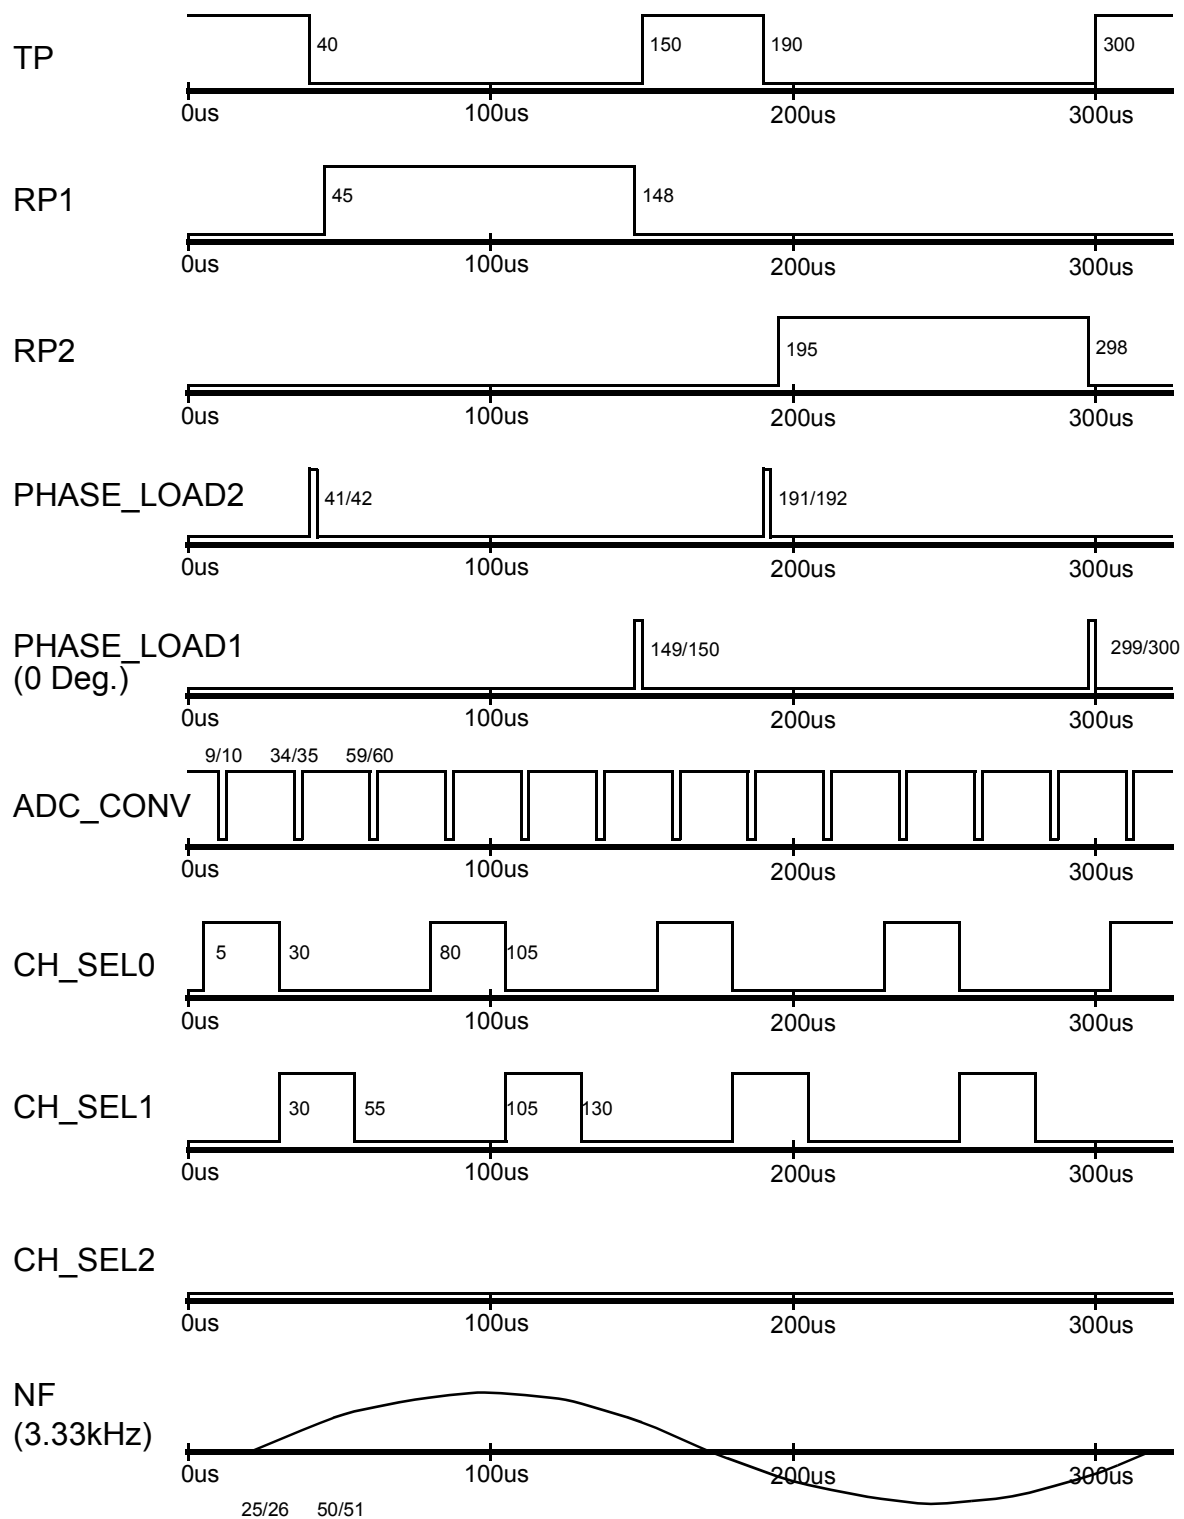 TP
40
150
190
300
0us
100us
200us
300us
RP1
45
148
0us
100us
200us
300us
RP2
195
298
0us
100us
200us
300us
PHASE_LOAD2
41/42
191/192
0us
100us
200us
300us
PHASE_LOAD1
(0 Deg.)
149/150
299/300
0us
100us
200us
300us
9/10
34/35
59/60
ADC_CONV
0us
100us
200us
300us
CH_SEL0
5
30
80
105
0us
100us
200us
300us
CH_SEL1
30
55
105
130
0us
100us
200us
300us
CH_SEL2
0us
100us
200us
300us
NF
(3.33kHz)
0us
100us
200us
300us
25/26
50/51